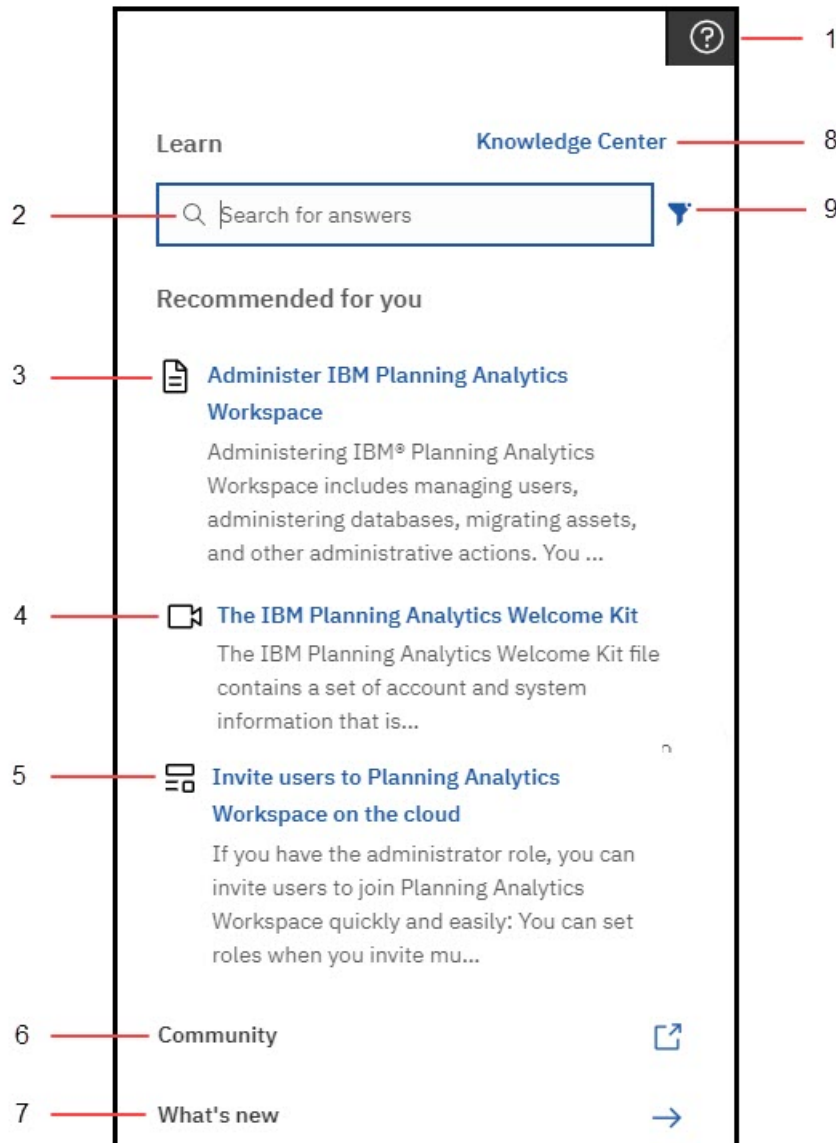 ?
1
Learn
Knowledge Center
8
2
Search for answers
9
Recommended for you
3
Administer IBM Planning Analytics
Workspace
Administering IBM® Planning Analytics
Workspace includes managing users,
administering databases, migrating assets,
and other administrative actions. You ...
4
The IBM Planning Analytics Welcome Kit
The IBM Planning Analytics Welcome Kit file
contains a set of account and system
information that is...
5
Invite users to Planning Analytics
Workspace on the cloud
If you have the administrator role, you can
invite users to join Planning Analytics
Workspace quickly and easily: You can set
roles when you invite mu...
6
Community
7
What's new